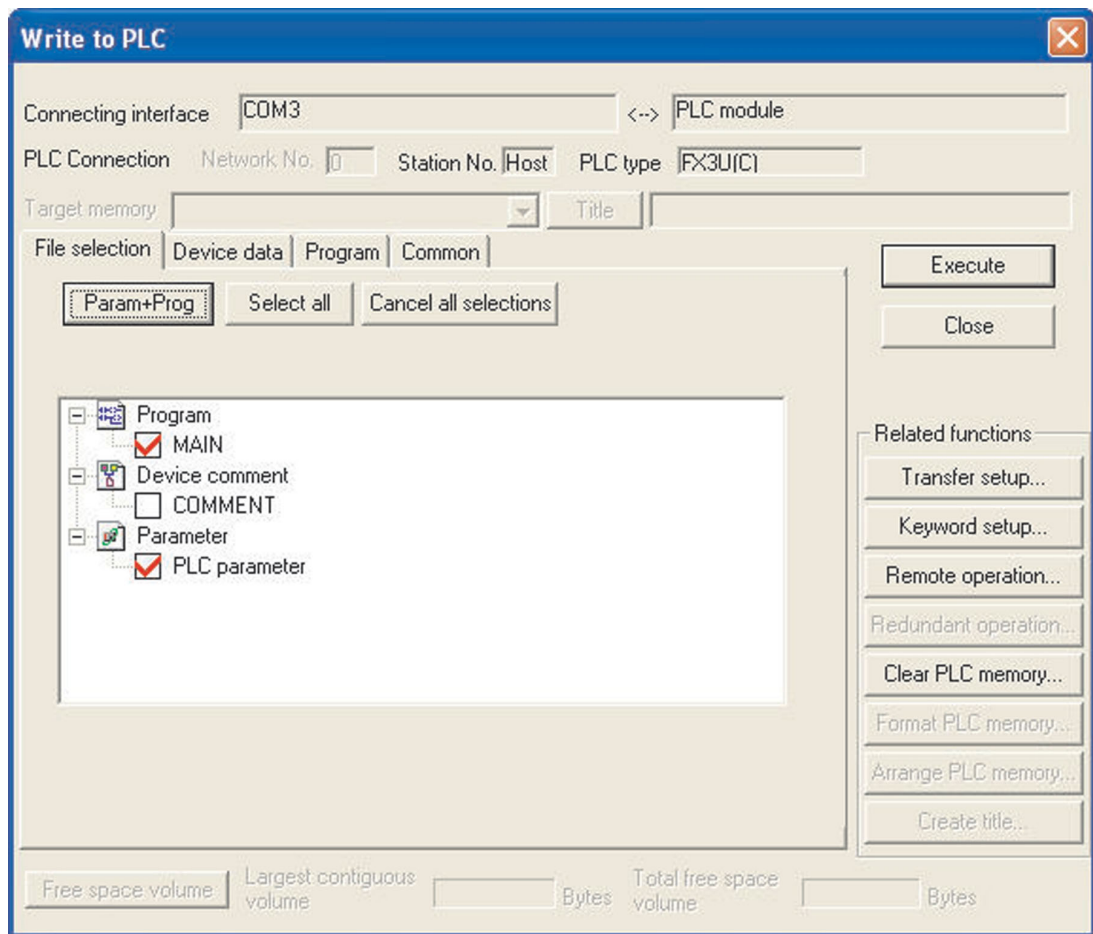 Write to PLC
Connecting interface COM3 <--> PLC module
PLC Connection Network No. 0 Station No. Host PLC type FX3U(C)
Target memory Title
File selection Device data Program Common
Param+Prog Select all Cancel all selections
Execute
Close
Program
MAIN
Device comment
COMMENT
Parameter
PLC parameter
Related functions
Transfer setup...
Keyword setup...
Remote operation...
Redundant operation...
Clear PLC memory...
Format PLC memory...
Arrange PLC memory...
Create title...
Free space volume Largest contiguous volume Bytes Total free space volume Bytes